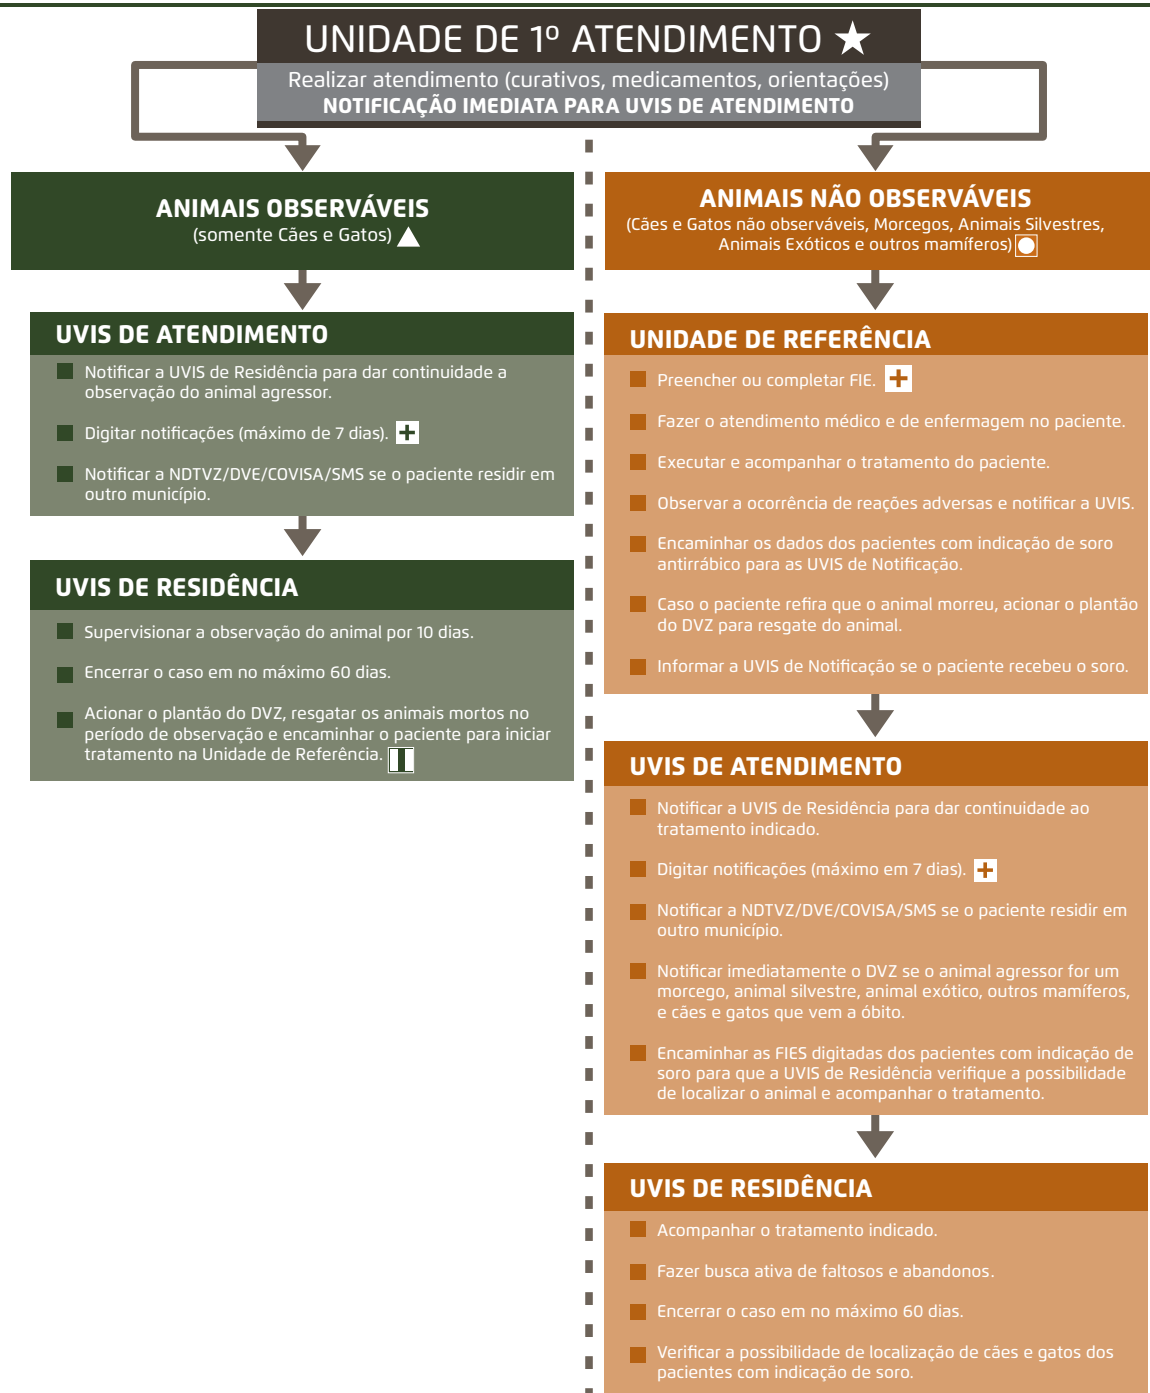 UNIDADE DE 1º ATENDIMENTO
Realizar atendimento (curativos, medicamentos, orientações)
NOTIFICAÇÃO IMEDIATA PARA UVIS DE ATENDIMENTO
ANIMAIS OBSERVÁVEIS
(somente Cães e Gatos)
UVIS DE ATENDIMENTO
Notificar a UVIS de Residência para dar continuidade a
observação do animal agressor.
Digitar notificações (máximo de 7 dias).
Notificar a NDTVZ/DVE/COVISA/SMS se o paciente residir em
outro município.
UVIS DE RESIDÊNCIA
Supervisionar a observação do animal por 10 dias.
Encerrar o caso em no máximo 60 dias.
Acionar o plantão do DVZ, resgatar os animais mortos no
período de observação e encaminhar o paciente para iniciar
tratamento na Unidade de Referência.
ANIMAIS NÃO OBSERVÁVEIS
(Cães e Gatos não observáveis, Morcegos, Animais Silvestres,
Animais Exóticos e outros mamíferos)
UNIDADE DE REFERÊNCIA
Preencher ou completar FIE.
Fazer o atendimento médico e de enfermagem no paciente.
Executar e acompanhar o tratamento do paciente.
Observar a ocorrência de reações adversas e notificar a UVIS.
Encaminhar os dados dos pacientes com indicação de soro
antirrábico para as UVIS de Notificação.
Caso o paciente refira que o animal morreu, acionar o plantão
do DVZ para resgate do animal.
Informar a UVIS de Notificação se o paciente recebeu o soro.
UVIS DE ATENDIMENTO
Notificar a UVIS de Residência para dar continuidade ao
tratamento indicado.
Digitar notificações (máximo em 7 dias).
Notificar a NDTVZ/DVE/COVISA/SMS se o paciente residir em
outro município.
Notificar imediatamente o DVZ se o animal agressor for um
morcego, animal silvestre, animal exótico, outros mamíferos,
e cães e gatos que vem a óbito.
Encaminhar as FIES digitadas dos pacientes com indicação de
soro para que a UVIS de Residência verifique a possibilidade
de localizar o animal e acompanhar o tratamento.
UVIS DE RESIDÊNCIA
Acompanhar o tratamento indicado.
Fazer busca ativa de faltosos e abandonos.
Encerrar o caso em no máximo 60 dias.
Verificar a possibilidade de localização de cães e gatos dos
pacientes com indicação de soro.